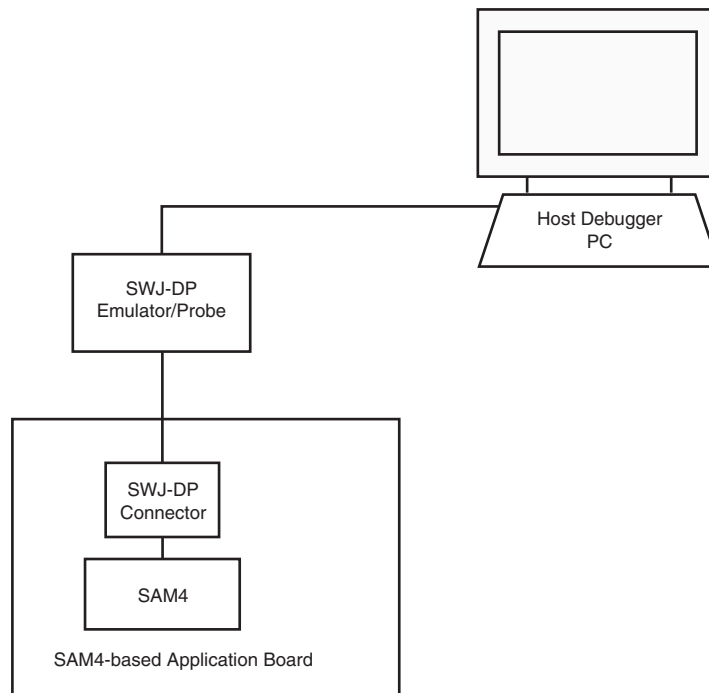 Host Debugger
PC
SWJ-DP
Emulator/Probe
SWJ-DP
Connector
SAM4
SAM4-based Application Board